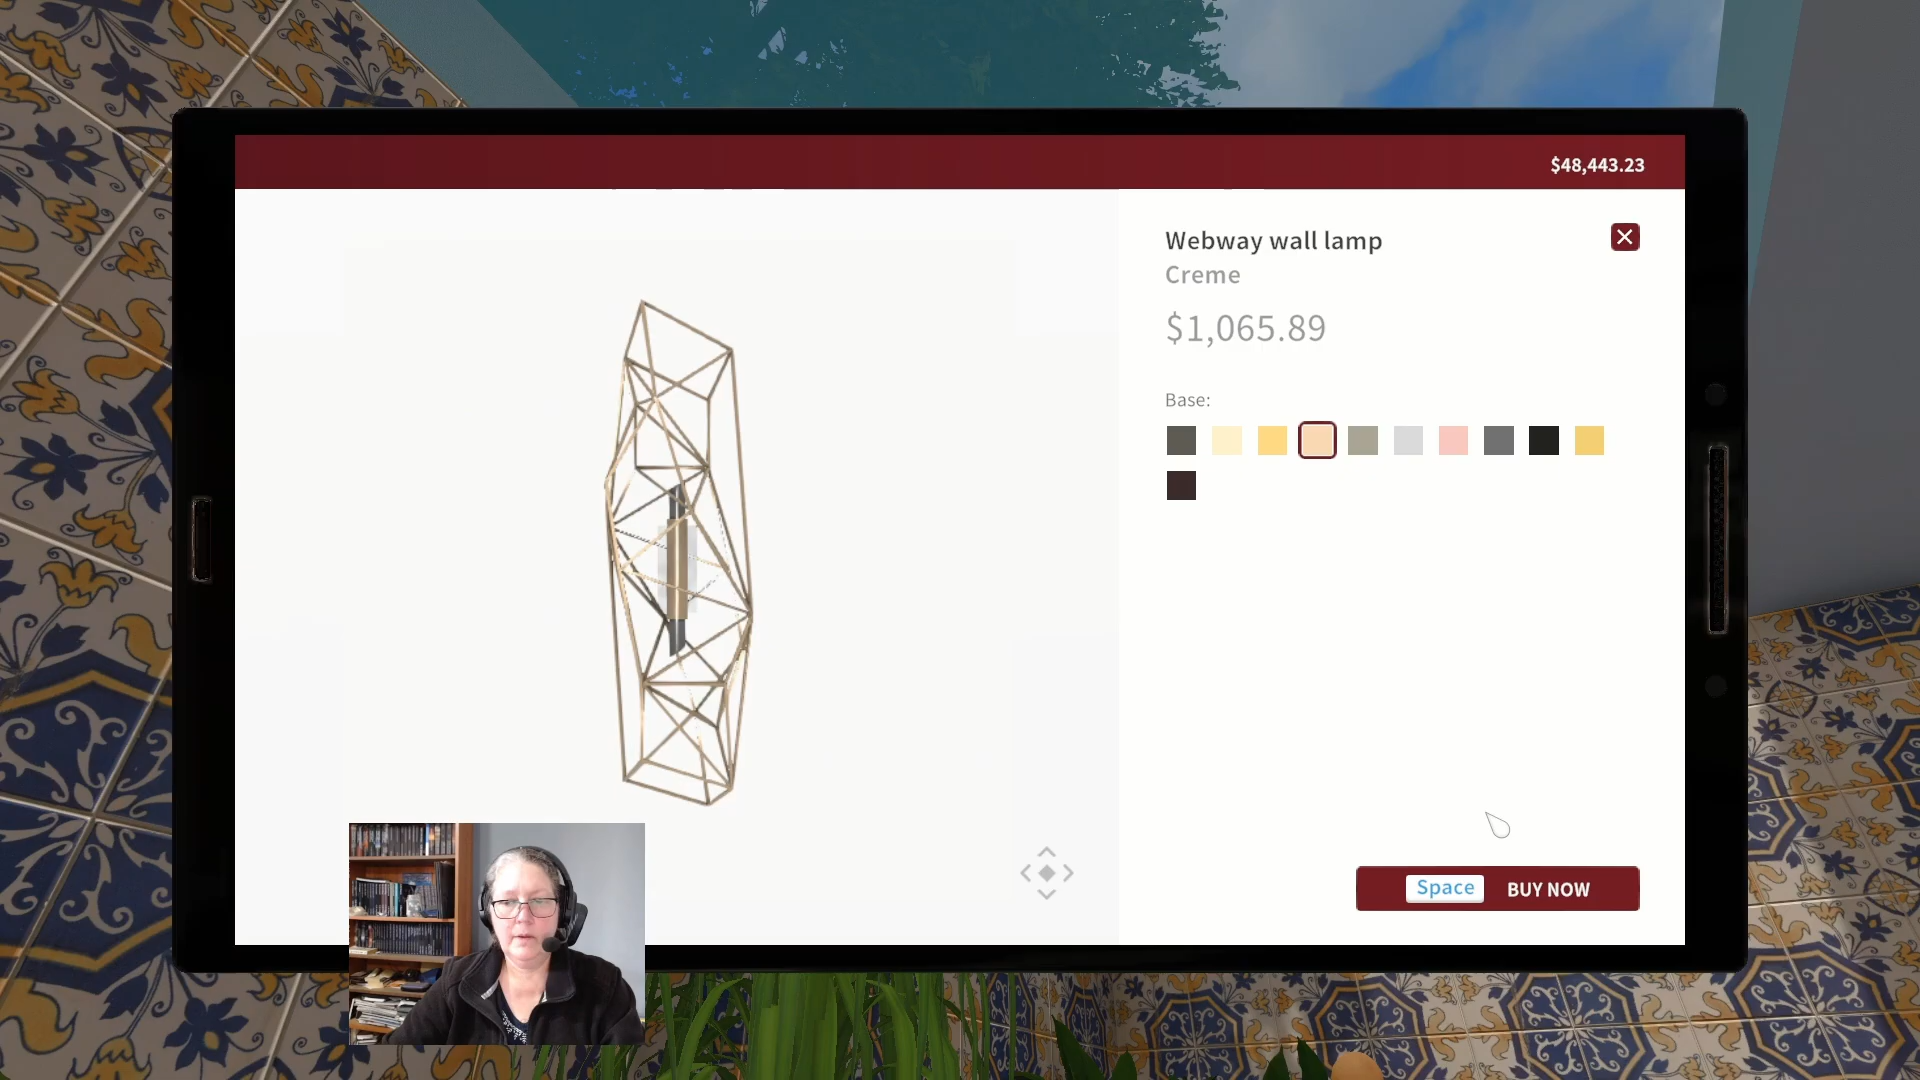 $48,443.23
Webway wall lamp
Creme
$1,065.89
Base:
Space BUY NOW